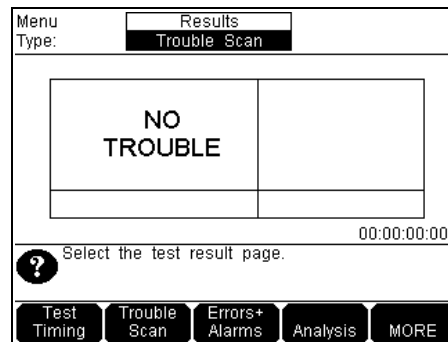 Menu Results
Type: Trouble Scan
NO
TROUBLE
00:00:00:00
? Select the test result page.
Test Timing Trouble Scan Errors+ Alarms Analysis MORE